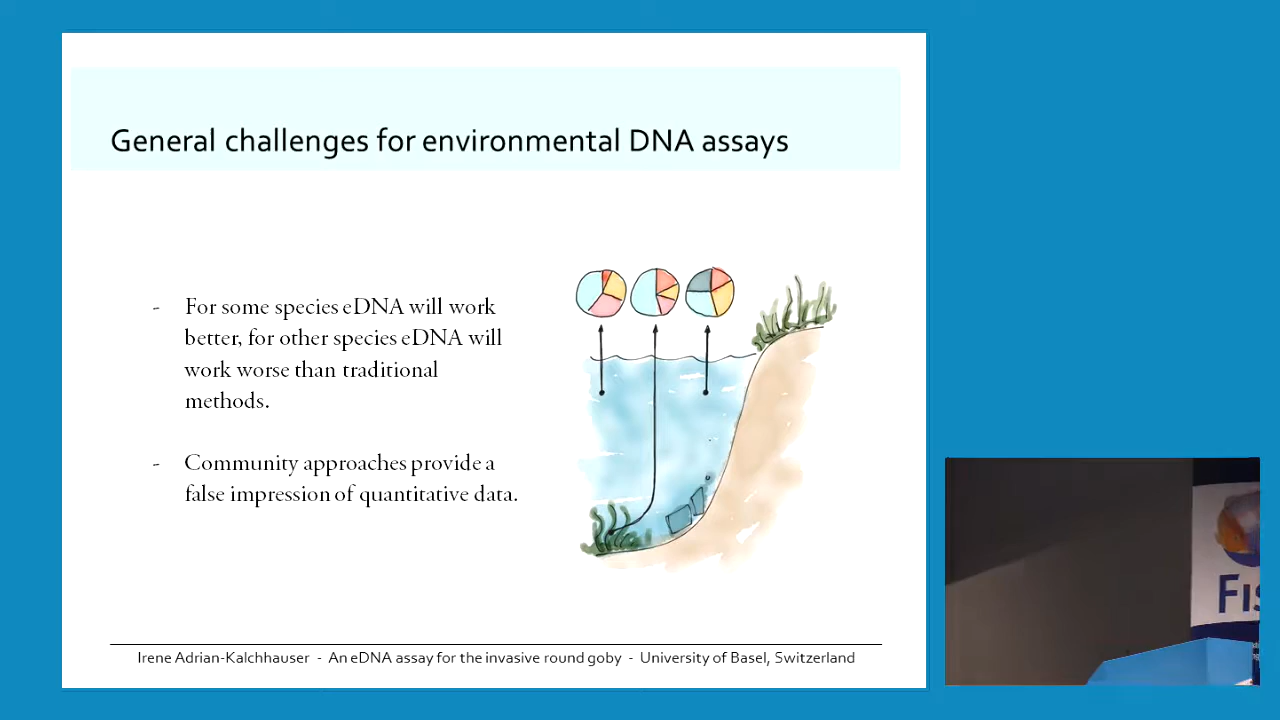 General challenges for environmental DNA assays
- For some species eDNA will work
better, for other species eDNA will
work worse than traditional
methods.
- Community approaches provide a
false impression of quantitative data.
Irene Adrian-Kalchhauser - An eDNA assay for the invasive round goby - University of Basel, Switzerland